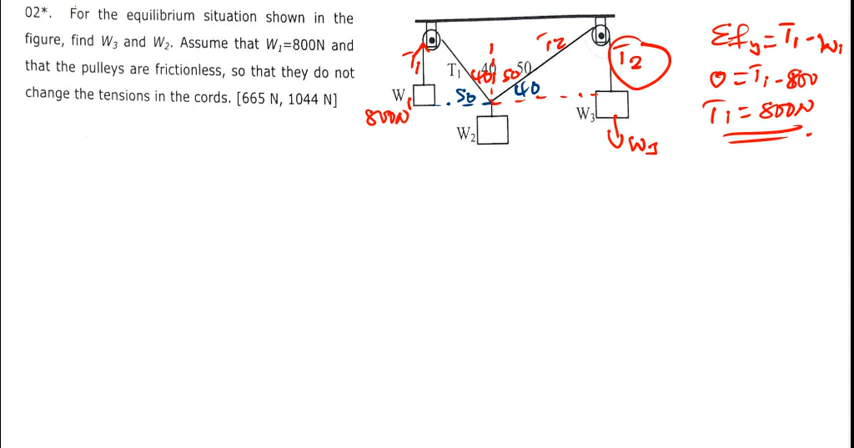 02*. For the equilibrium situation shown in the
figure, find W3 and W2. Assume that W1=800N and
that the pulleys are frictionless, so that they do not
change the tensions in the cords. [665 N, 1044 N]
T1
T1
40
40
50
50
T2
T2
W1
800N
50
40
W2
W3
W3
Σfy=T1-W1
0=T1-800
T1=800N